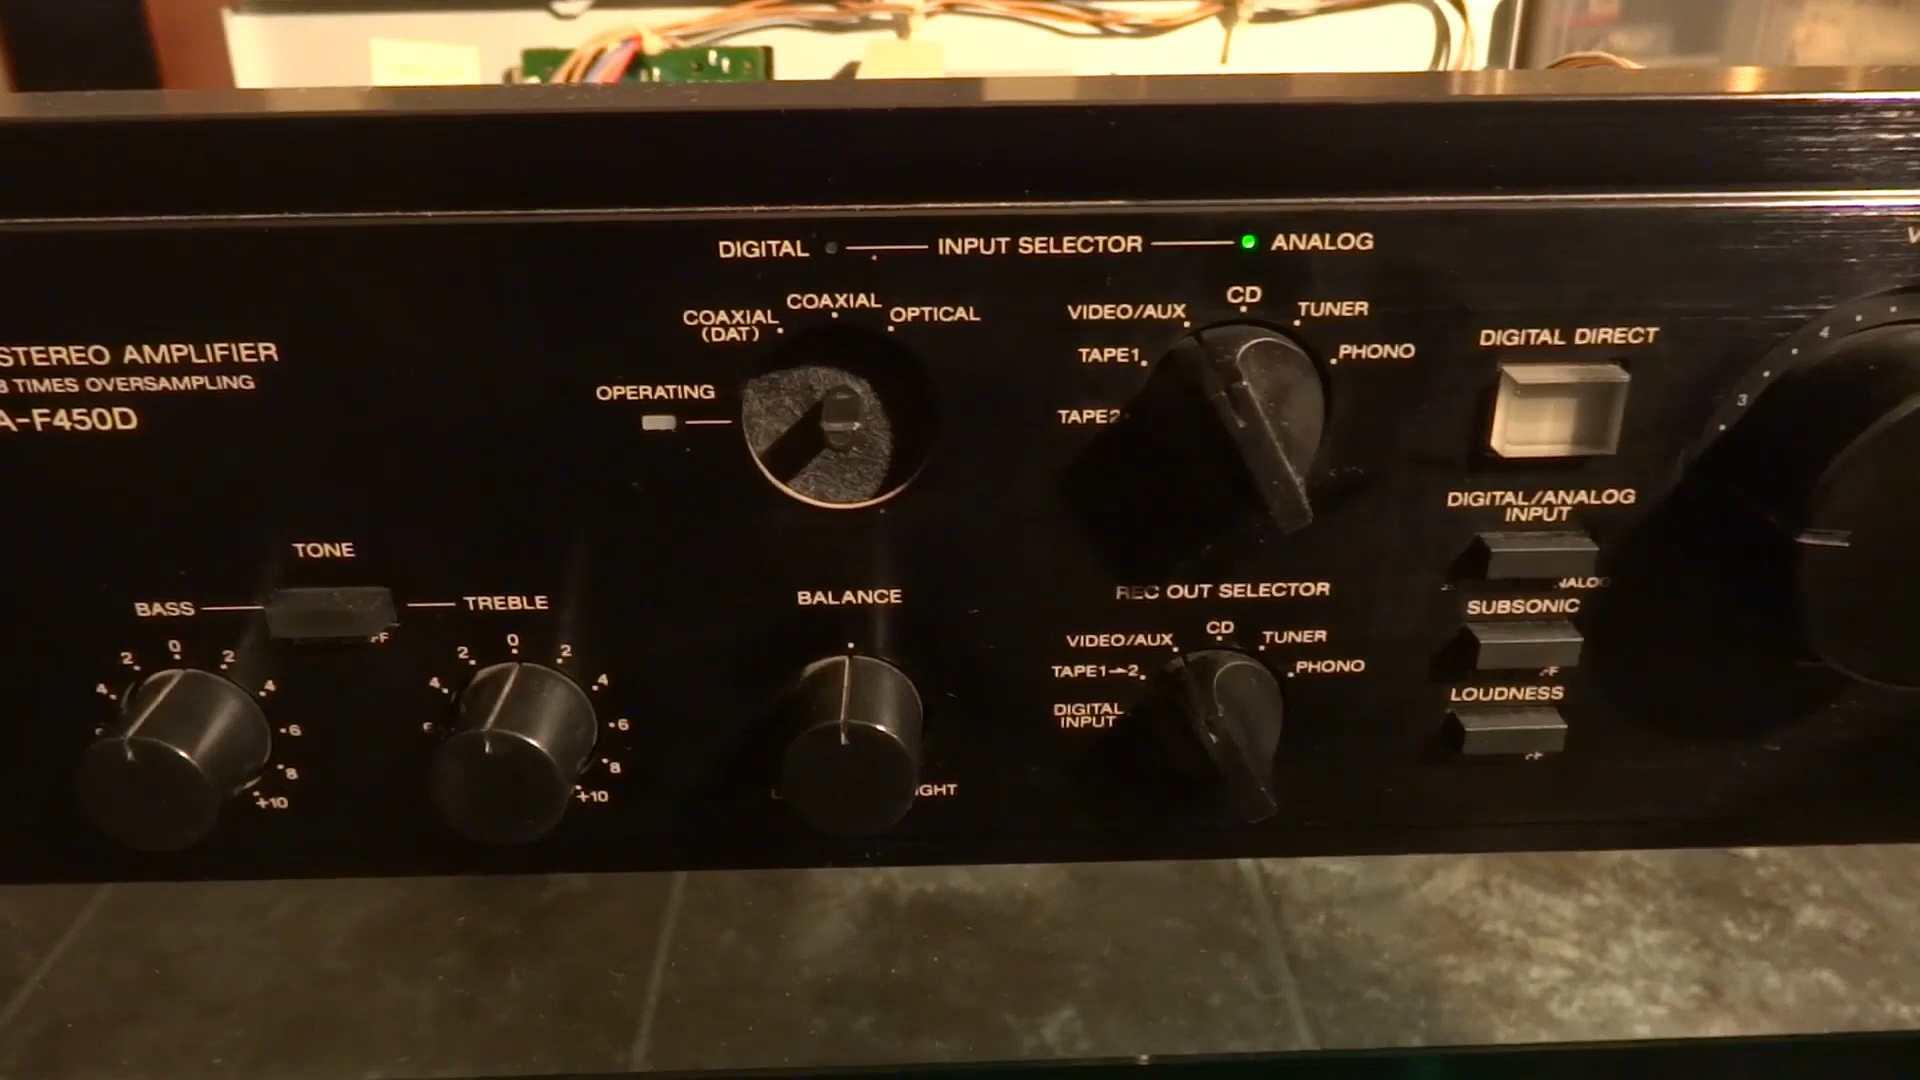 DIGITAL INPUT SELECTOR ANALOG
COAXIAL
(DAT)
COAXIAL
OPTICAL
OPERATING
VIDEO/AUX
CD
TUNER
TAPE1
PHONO
TAPE2
DIGITAL DIRECT
4
3
STEREO AMPLIFIER
8 TIMES OVERSAMPLING
A-F450D
DIGITAL/ANALOG
INPUT
SUBSONIC
LOUDNESS
TONE
BASS
TREBLE
0
2 2
4 4
6
8
+10
0
2 2
4 4
6
8
+10
BALANCE
REC OUT SELECTOR
VIDEO/AUX
CD
TUNER
TAPE1→2
PHONO
DIGITAL
INPUT